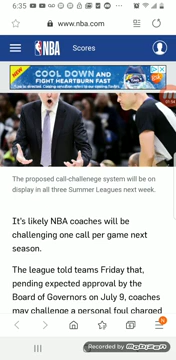 6:35
www.nba.com
NBA
Scores
NEW!
COOL DOWN AND
FIGHT HEARTBURN FAST
The proposed call-challenege system will be on
display in all three Summer Leagues next week.
It's likely NBA coaches will be
challenging one call per game next
season.
The league told teams Friday that,
pending expected approval by the
Board of Governors on July 9, coaches
may challenge a personal foul charged
Recorded by
Mobizen